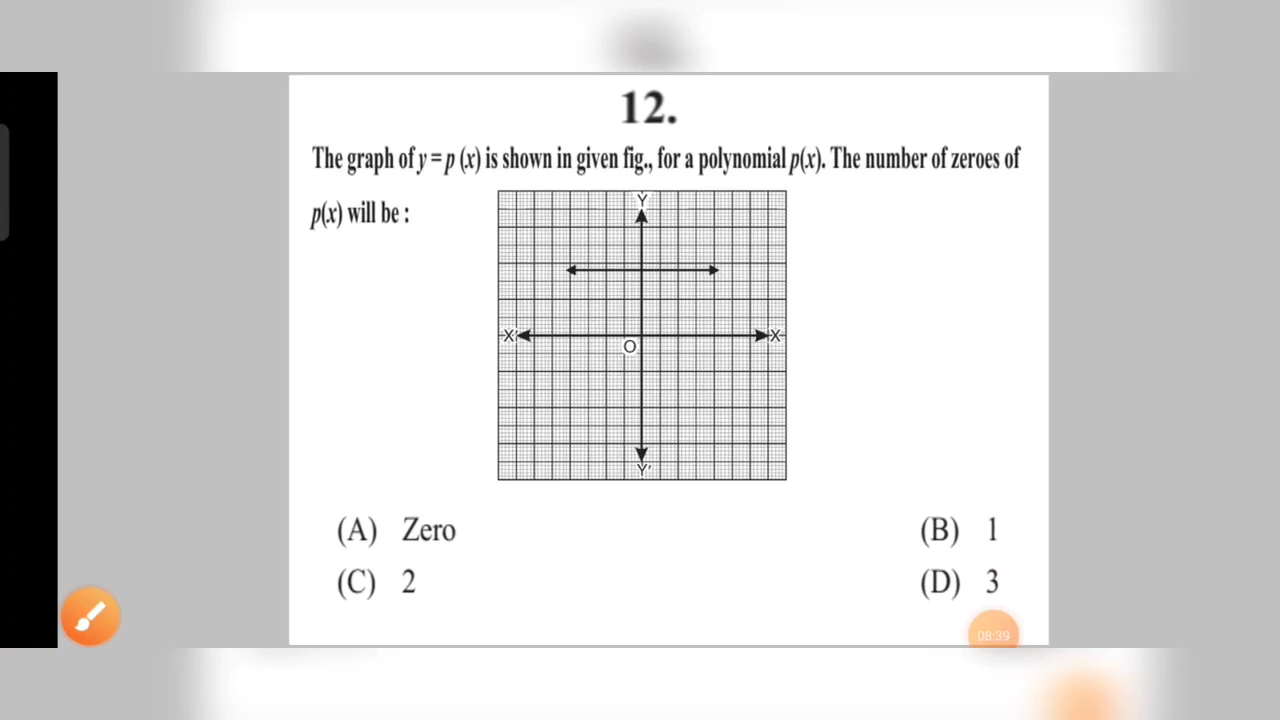 12.
The graph of y = p (x) is shown in given fig., for a polynomial p(x). The number of zeroes of
p(x) will be :
Y
X' X
O
Y'
(A) Zero (B) 1
(C) 2 (D) 3
08:39